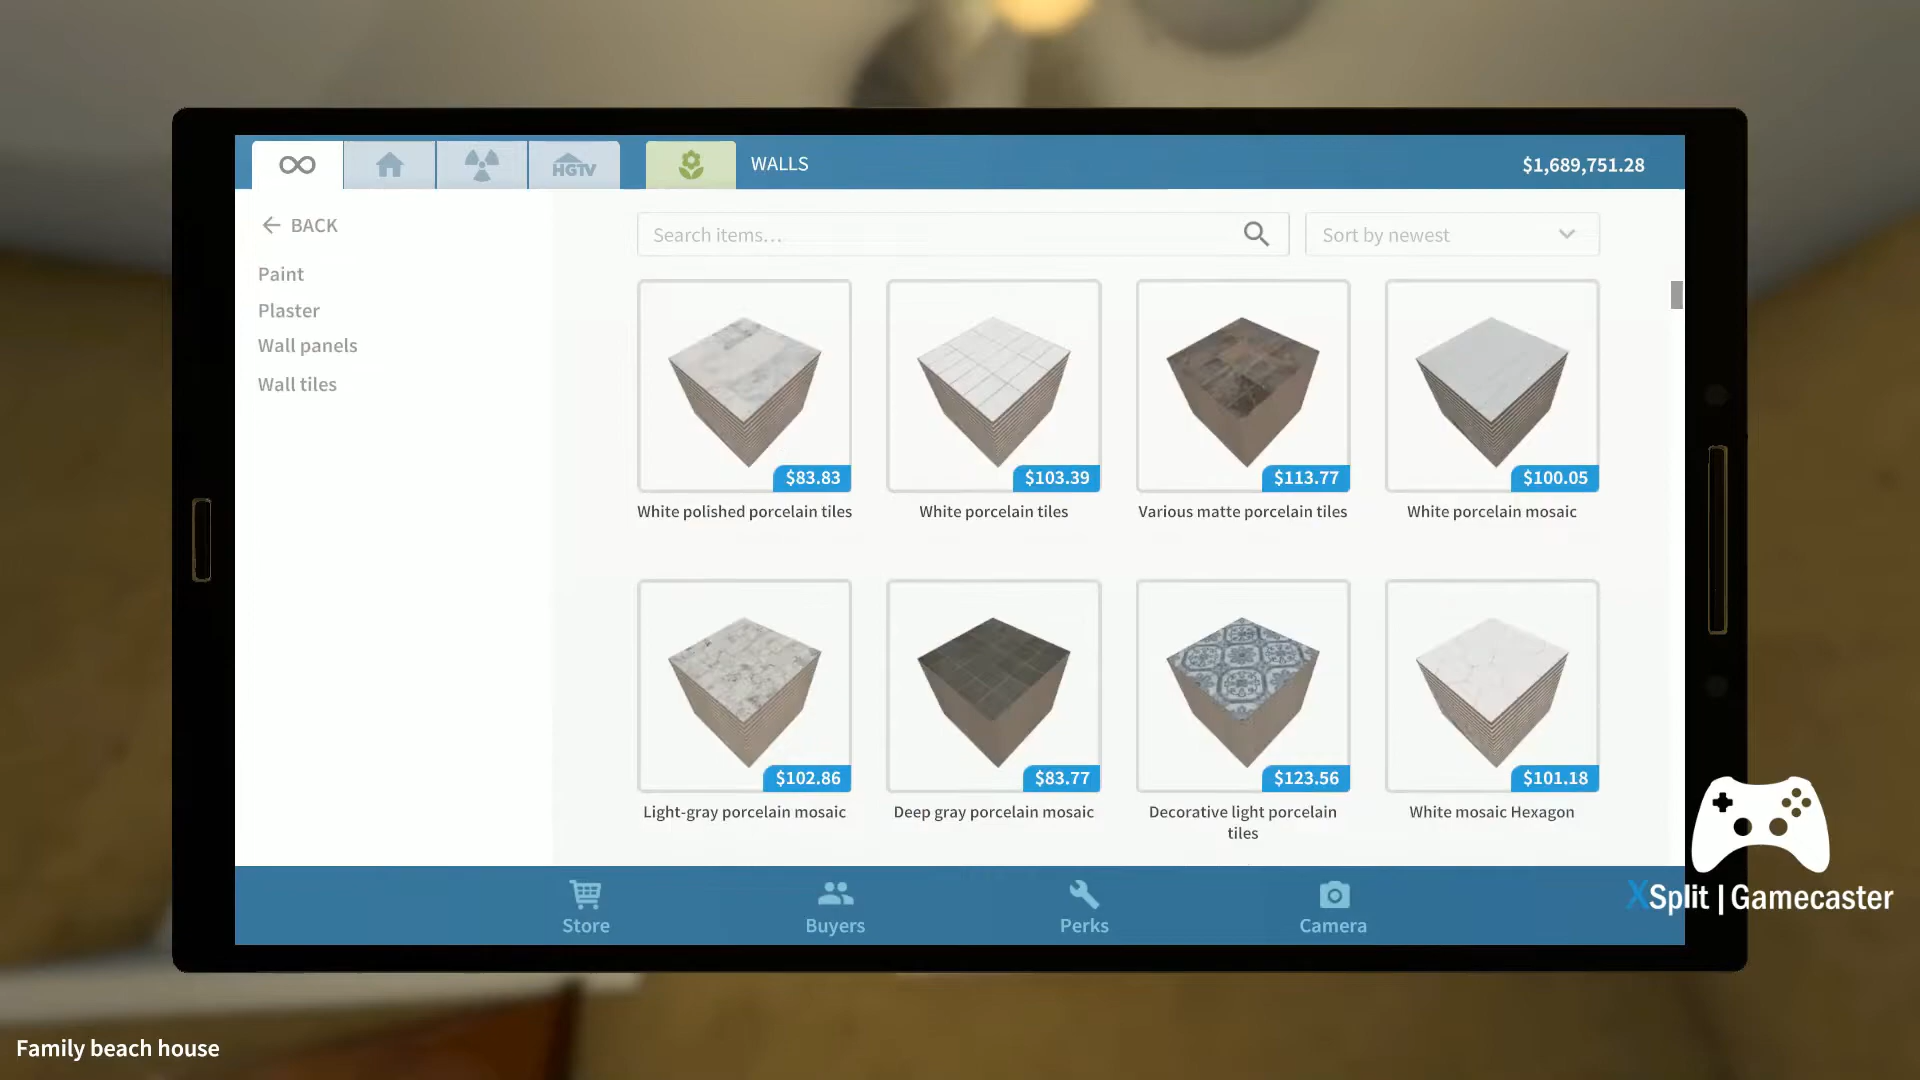 HGTV
WALLS
$1,689,751.28
BACK
Paint
Plaster
Wall panels
Wall tiles
Search items...
Sort by newest
$83.83
$103.39
$113.77
$100.05
White polished porcelain tiles
White porcelain tiles
Various matte porcelain tiles
White porcelain mosaic
$102.86
$83.77
$123.56
$101.18
Light-gray porcelain mosaic
Deep gray porcelain mosaic
Decorative light porcelain
tiles
White mosaic Hexagon
Store
Buyers
Perks
Camera
XSplit | Gamecaster
Family beach house